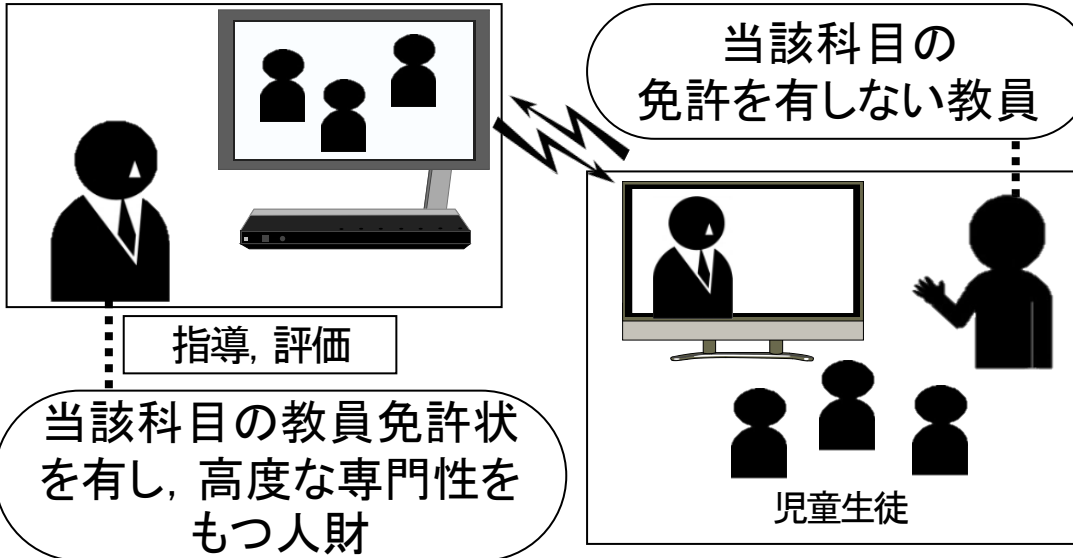 当該科目の
免許を有しない教員
指導，評価
当該科目の教員免許状
を有し，高度な専門性を
もつ人財
児童生徒